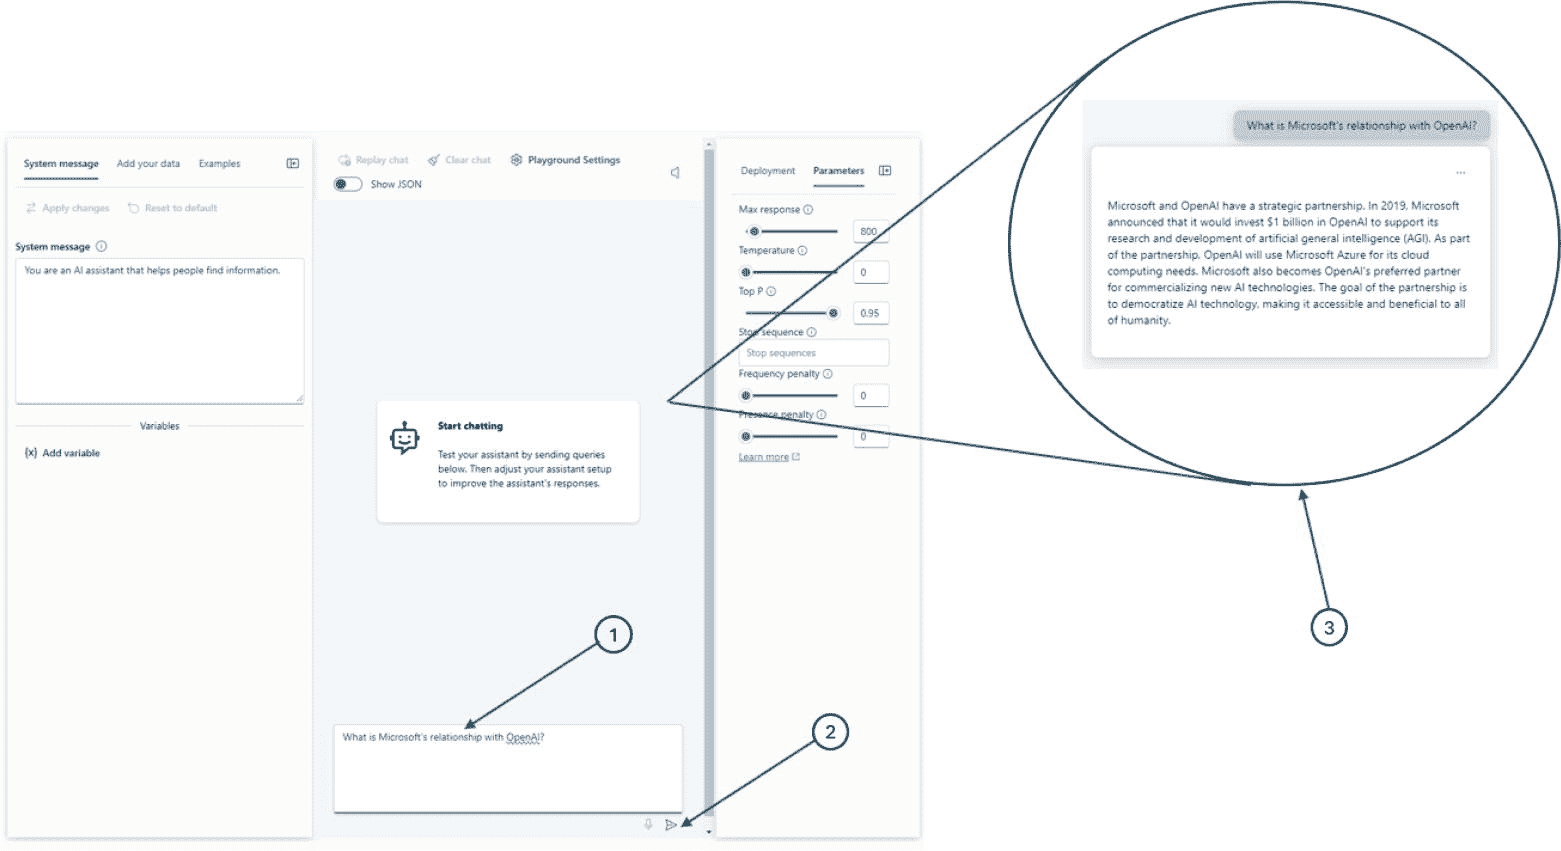 System message
Add your data
Examples
Apply changes
Reset to default
System message
You are an AI assistant that helps people find information.
Variables
{x} Add variable
Replay chat
Clear chat
Playground Settings
Show JSON
Start chatting
Test your assistant by sending queries
below. Then adjust your assistant setup
to improve the assistant's responses.
1
What is Microsoft's relationship with OpenAI?
2
Deployment
Parameters
Max response
800
Temperature
0
Top P
0.95
Stop sequence
Stop sequences
Frequency penalty
0
Presence penalty
0
Learn more
What is Microsoft's relationship with OpenAI?
...
Microsoft and OpenAI have a strategic partnership. In 2019, Microsoft
announced that it would invest $1 billion in OpenAI to support its
research and development of artificial general intelligence (AGI). As part
of the partnership. OpenAI will use Microsoft Azure for its cloud
computing needs. Microsoft also becomes OpenAI's preferred partner
for commercializing new AI technologies. The goal of the partnership is
to democratize AI technology, making it accessible and beneficial to all
of humanity.
3